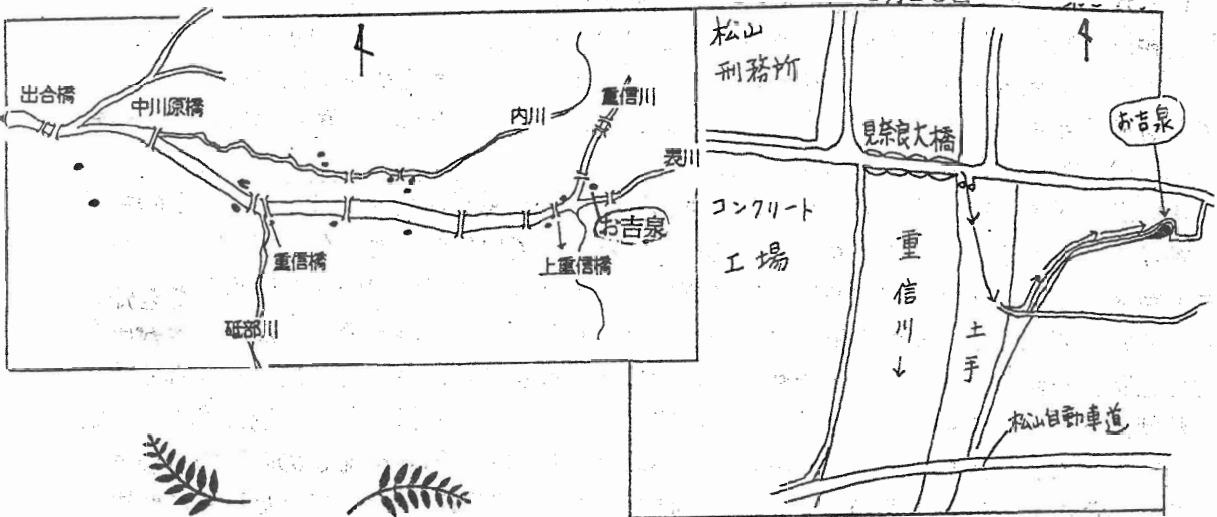 出合橋
中川原橋
内川
重信川
表川
お吉泉
上重信橋
重信橋
砥部川
松山
刑務所
見奈良大橋
お吉泉
コンクリート
工場
重信川
土手
松山自動車道